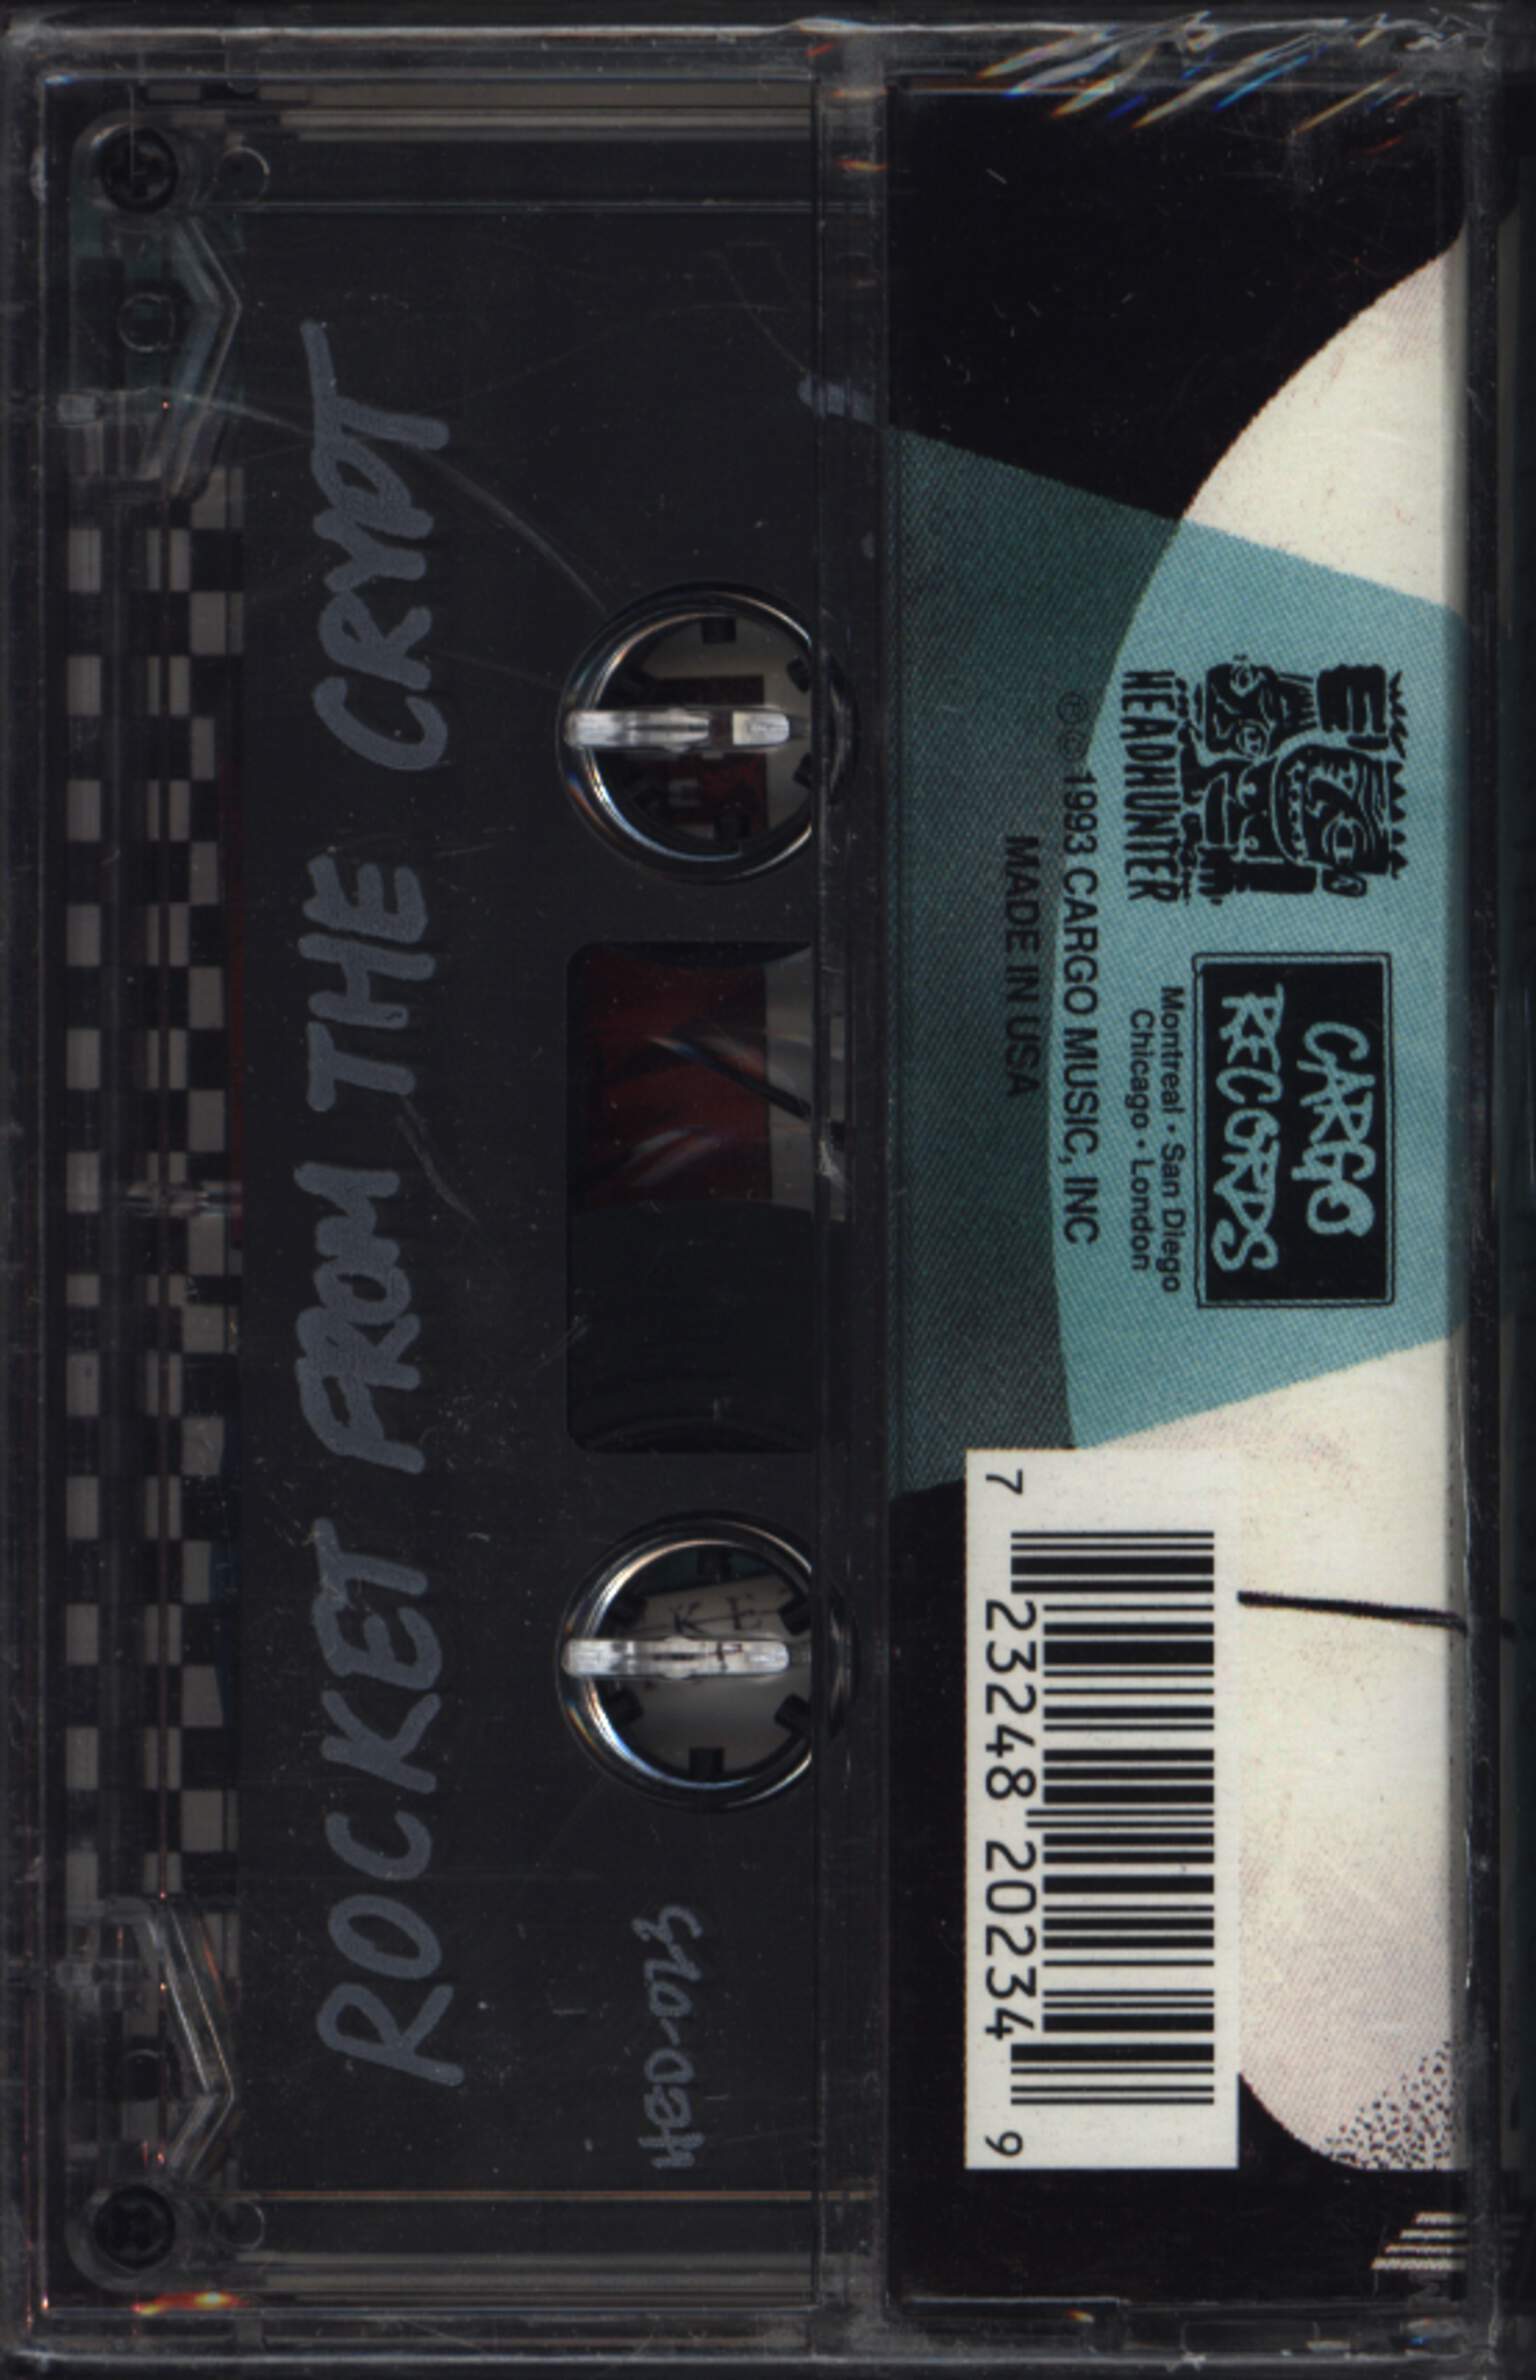 ROCKET FROM THE CRYPT
HED-023
HEADHUNTER
CARGO
RECORDS
Montreal • San Diego
Chicago • London
℗© 1993 CARGO MUSIC, INC
MADE IN USA
7 23248 20234 9
K E